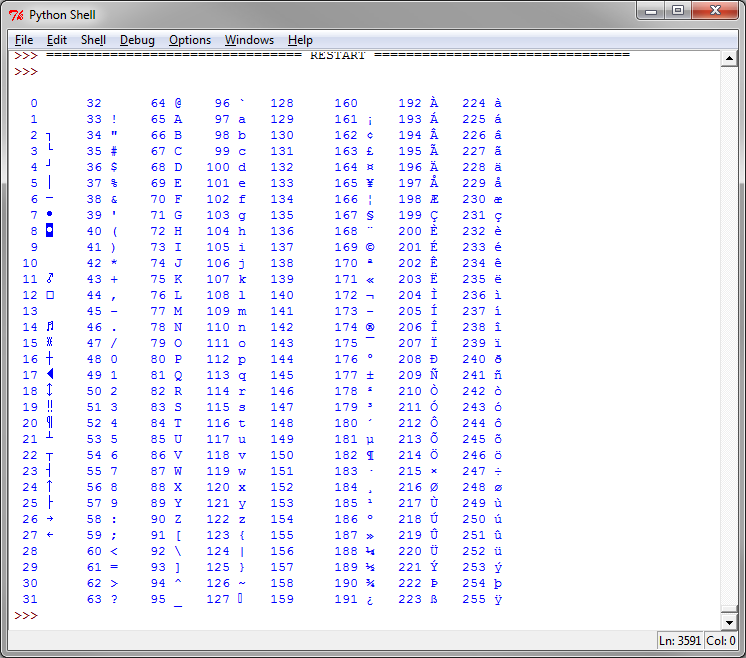 Python Shell
File Edit Shell Debug Options Windows Help
>>> ================================ RESTART ================================
>>>
0 32 64 @ 96 ` 128 160 192 À 224 à
1 33 ! 65 A 97 a 129 161 ¡ 193 Á 225 á
2 ┐ 34 " 66 B 98 b 130 162 ¢ 194 Â 226 â
3 └ 35 # 67 C 99 c 131 163 £ 195 Ã 227 ã
4 ┘ 36 $ 68 D 100 d 132 164 ¤ 196 Ä 228 ä
5 │ 37 % 69 E 101 e 133 165 ¥ 197 Å 229 å
6 ─ 38 & 70 F 102 f 134 166 ¦ 198 Æ 230 æ
7 • 39 ' 71 G 103 g 135 167 § 199 Ç 231 ç
8 ◘ 40 ( 72 H 104 h 136 168 ¨ 200 È 232 è
9 41 ) 73 I 105 i 137 169 © 201 É 233 é
10 42 * 74 J 106 j 138 170 ª 202 Ê 234 ê
11 ♂ 43 + 75 K 107 k 139 171 « 203 Ë 235 ë
12 □ 44 , 76 L 108 l 140 172 ¬ 204 Ì 236 ì
13 45 - 77 M 109 m 141 173 - 205 Í 237 í
14 ♫ 46 . 78 N 110 n 142 174 ® 206 Î 238 î
15 ¤ 47 / 79 O 111 o 143 175 ¯ 207 Ï 239 ï
16 ┼ 48 0 80 P 112 p 144 176 ° 208 Ð 240 ð
17 ◄ 49 1 81 Q 113 q 145 177 ± 209 Ñ 241 ñ
18 ↕ 50 2 82 R 114 r 146 178 ² 210 Ò 242 ò
19 ‼ 51 3 83 S 115 s 147 179 ³ 211 Ó 243 ó
20 ¶ 52 4 84 T 116 t 148 180 ´ 212 Ô 244 ô
21 ┴ 53 5 85 U 117 u 149 181 µ 213 Õ 245 õ
22 ┬ 54 6 86 V 118 v 150 182 ¶ 214 Ö 246 ö
23 ┤ 55 7 87 W 119 w 151 183 · 215 × 247 ÷
24 ↑ 56 8 88 X 120 x 152 184 ¸ 216 Ø 248 ø
25 ├ 57 9 89 Y 121 y 153 185 ¹ 217 Ù 249 ù
26 → 58 : 90 Z 122 z 154 186 º 218 Ú 250 ú
27 ← 59 ; 91 [ 123 { 155 187 » 219 Û 251 û
28 60 < 92 \ 124 | 156 188 ¼ 220 Ü 252 ü
29 61 = 93 ] 125 } 157 189 ½ 221 Ý 253 ý
30 62 > 94 ^ 126 ~ 158 190 ¾ 222 Þ 254 þ
31 63 ? 95 _ 127 ▯ 159 191 ¿ 223 ß 255 ÿ
>>>
Ln: 3591 Col: 0